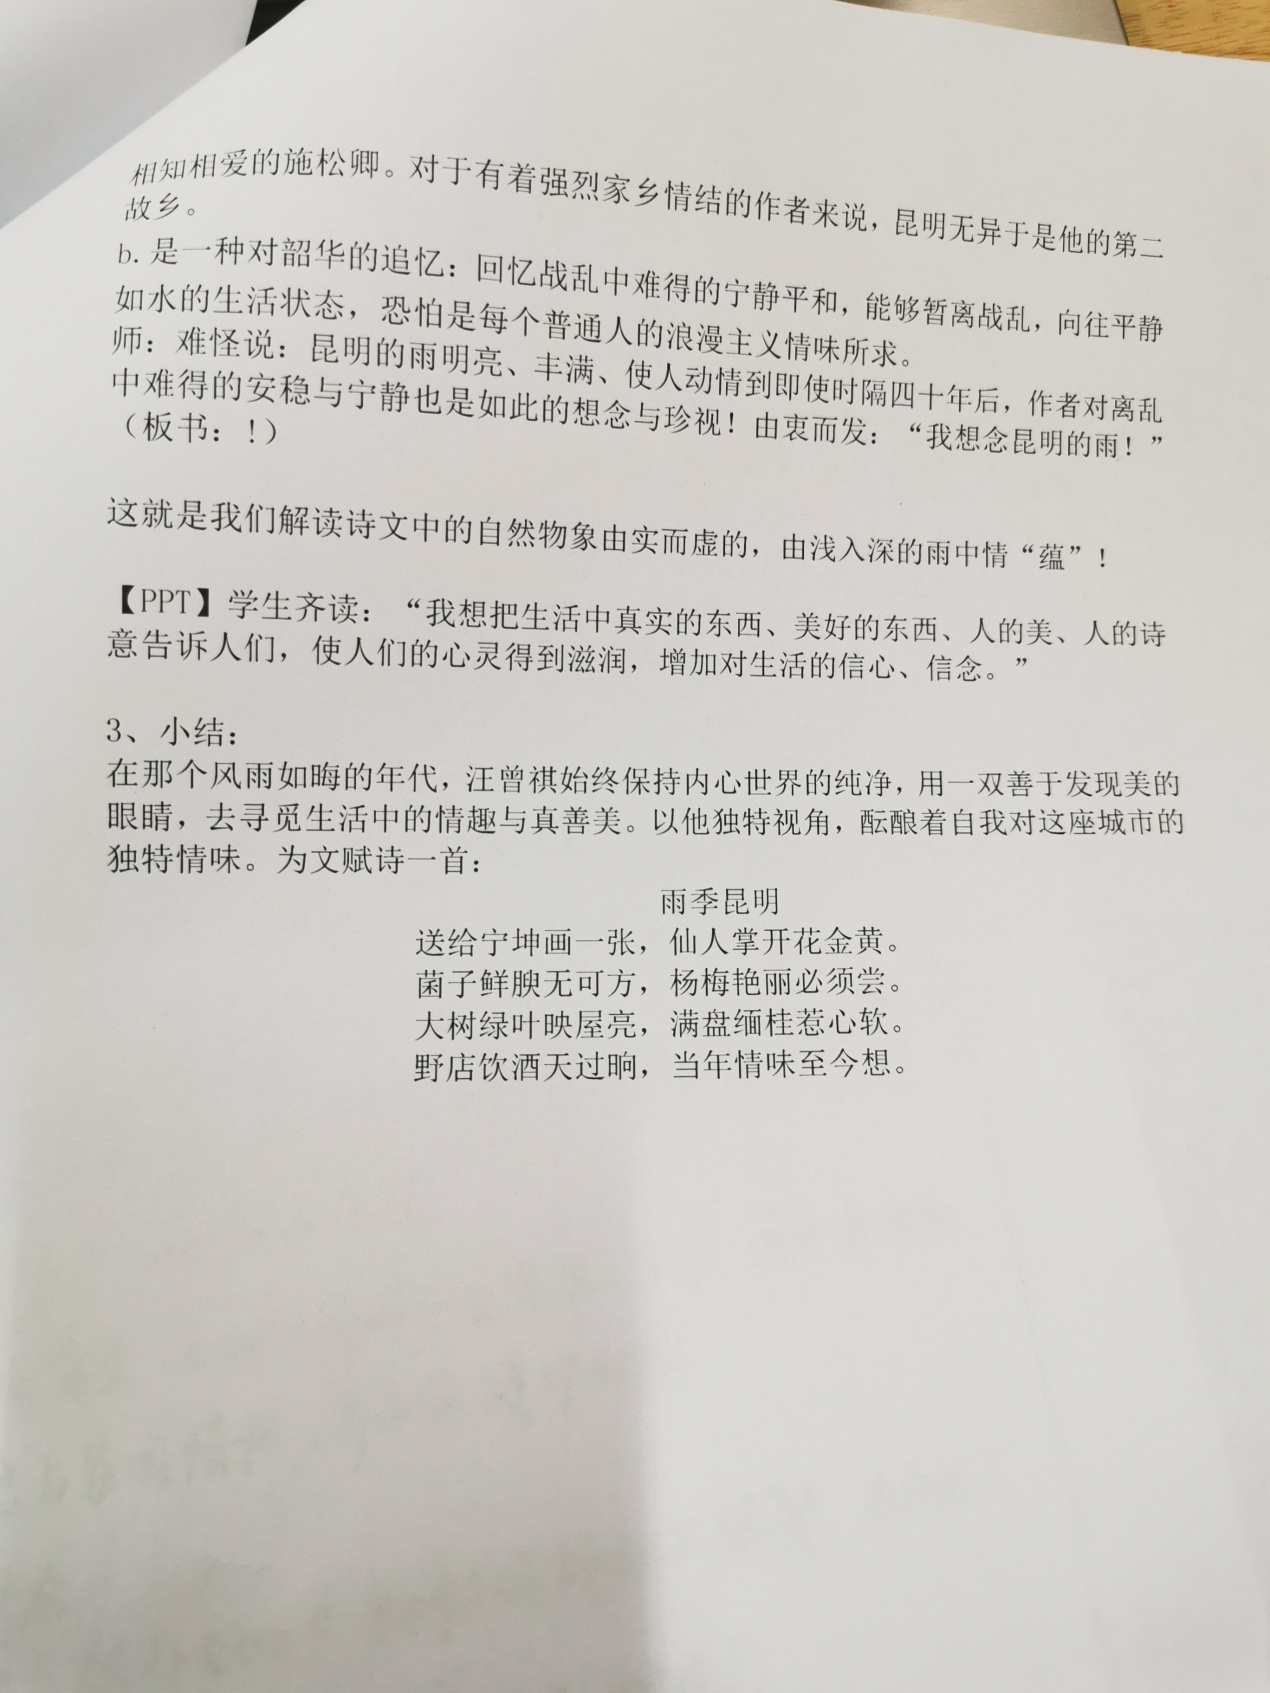 相知相爱的施松卿。对于有着强烈家乡情结的作者来说，昆明无异于是他的第二
故乡。
b.是一种对韶华的追忆：回忆战乱中难得的宁静平和，能够暂离战乱，向往平静
如水的生活状态，恐怕是每个普通人的浪漫主义情味所求。
师：难怪说：昆明的雨明亮、丰满、使人动情到即使时隔四十年后，作者对离乱
中难得的安稳与宁静也是如此的想念与珍视！由衷而发：“我想念昆明的雨！”
（板书：！）
这就是我们解读诗文中的自然物象由实而虚的，由浅入深的雨中情“蕴”！
【PPT】学生齐读：“我想把生活中真实的东西、美好的东西、人的美、人的诗
意告诉人们，使人们的心灵得到滋润，增加对生活的信心、信念。”
3、小结：
在那个风雨如晦的年代，汪曾祺始终保持内心世界的纯净，用一双善于发现美的
眼睛，去寻觅生活中的情趣与真善美。以他独特视角，酝酿着自我对这座城市的
独特情味。为文赋诗一首：
雨季昆明
送给宁坤画一张，仙人掌开花金黄。
菌子鲜腴无可方，杨梅艳丽必须尝。
大树绿叶映屋亮，满盘缅桂惹心软。
野店饮酒天过晌，当年情味至今想。